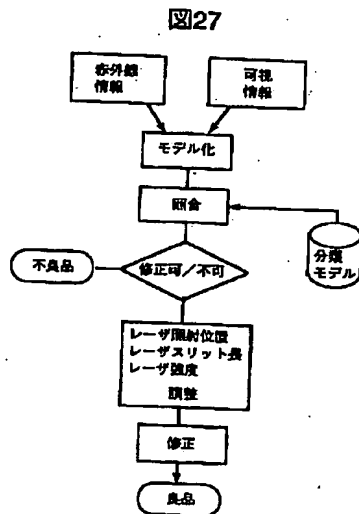 図27
赤外線
情報
可視
情報
モデル化
照合
分類
モデル
修正可/不可
不良品
レーザ照射位置
レーザスリット長
レーザ強度
調整
修正
良品